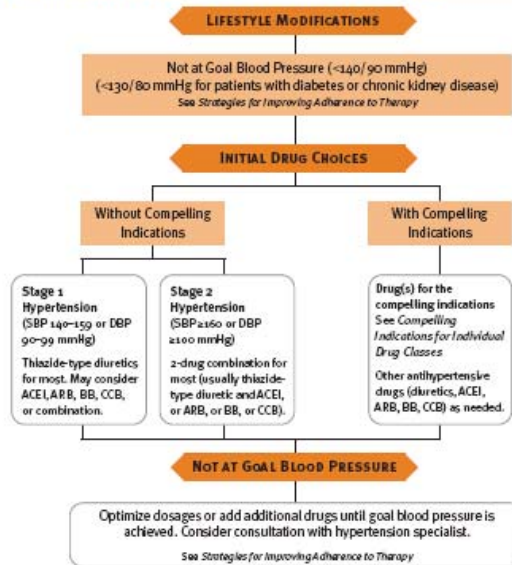 LIFESTYLE MODIFICATIONS
Not at Goal Blood Pressure (<140/90 mmHg)
(<130/80 mmHg for patients with diabetes or chronic kidney disease)
See Strategies for Improving Adherence to Therapy
INITIAL DRUG CHOICES
Without Compelling
Indications
With Compelling
Indications
Stage 1
Hypertension
(SBP 140–159 or DBP
90–99 mmHg)
Thiazide-type diuretics
for most. May consider
ACEI, ARB, BB, CCB,
or combination.
Stage 2
Hypertension
(SBP ≥160 or DBP
≥100 mmHg)
2-drug combination for
most (usually thiazide-
type diuretic and ACEI,
or ARB, or BB, or CCB).
Drug(s) for the
compelling indications
See Compelling
Indications for Individual
Drug Classes
Other antihypertensive
drugs (diuretics, ACEI,
ARB, BB, CCB) as needed.
NOT AT GOAL BLOOD PRESSURE
Optimize dosages or add additional drugs until goal blood pressure is
achieved. Consider consultation with hypertension specialist.
See Strategies for Improving Adherence to Therapy